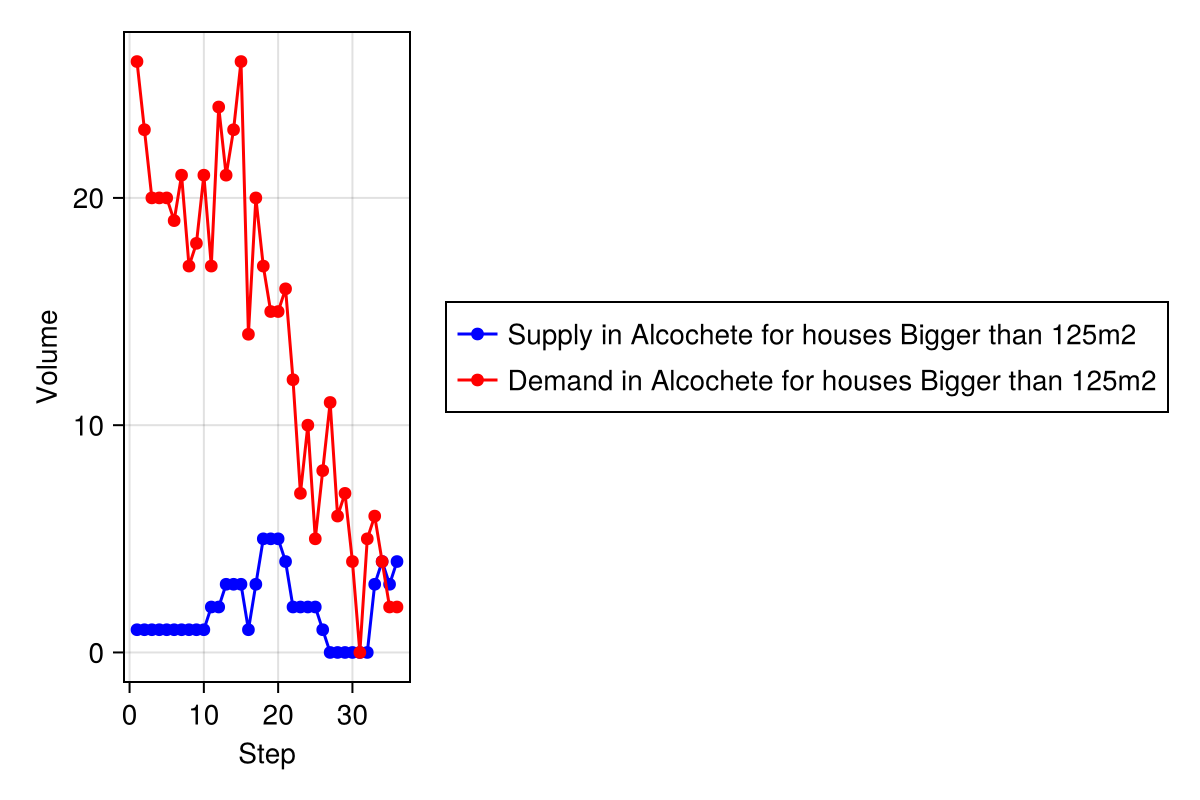 Volume
20
10
0
0 10 20 30
Step
Supply in Alcochete for houses Bigger than 125m2
Demand in Alcochete for houses Bigger than 125m2